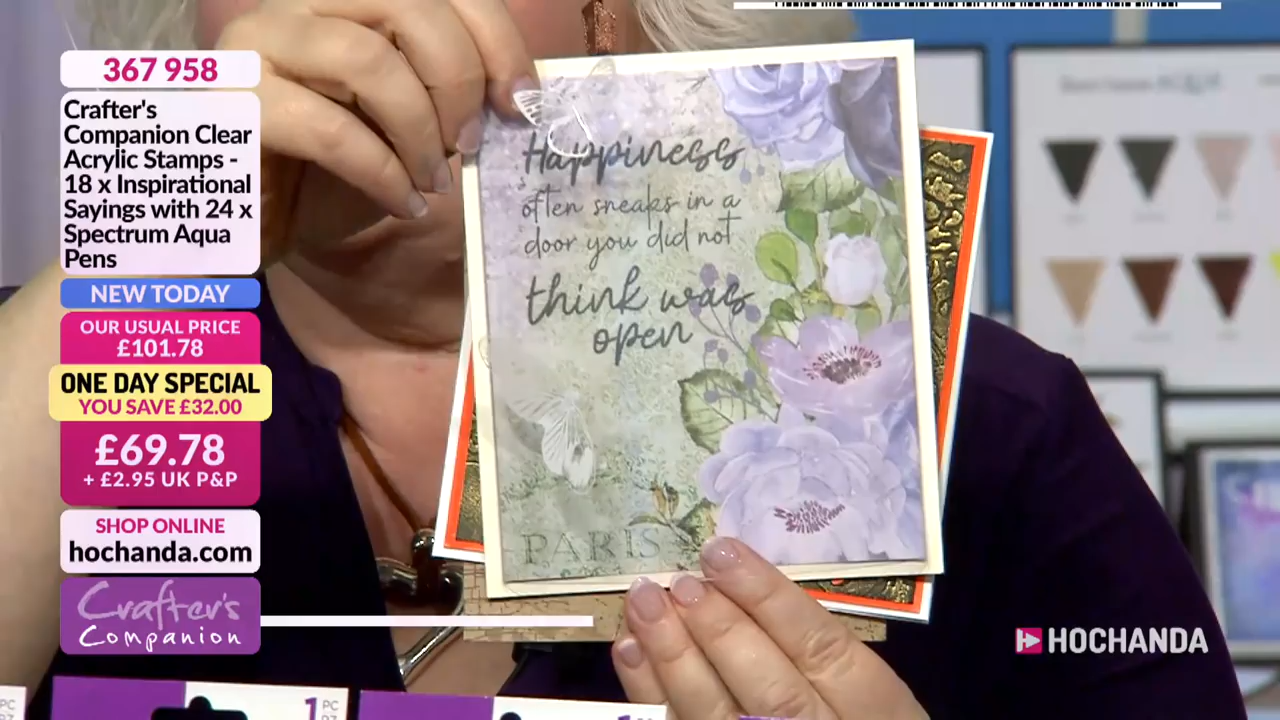 367 958
Crafter's
Companion Clear
Acrylic Stamps -
18 x Inspirational
Sayings with 24 x
Spectrum Aqua
Pens
NEW TODAY
OUR USUAL PRICE
£101.78
ONE DAY SPECIAL
YOU SAVE £32.00
£69.78
+ £2.95 UK P&P
SHOP ONLINE
hochanda.com
Crafter's
Companion
Happiness
often sneaks in a
door you did not
think was
open
PARIS
HOCHANDA
1PC